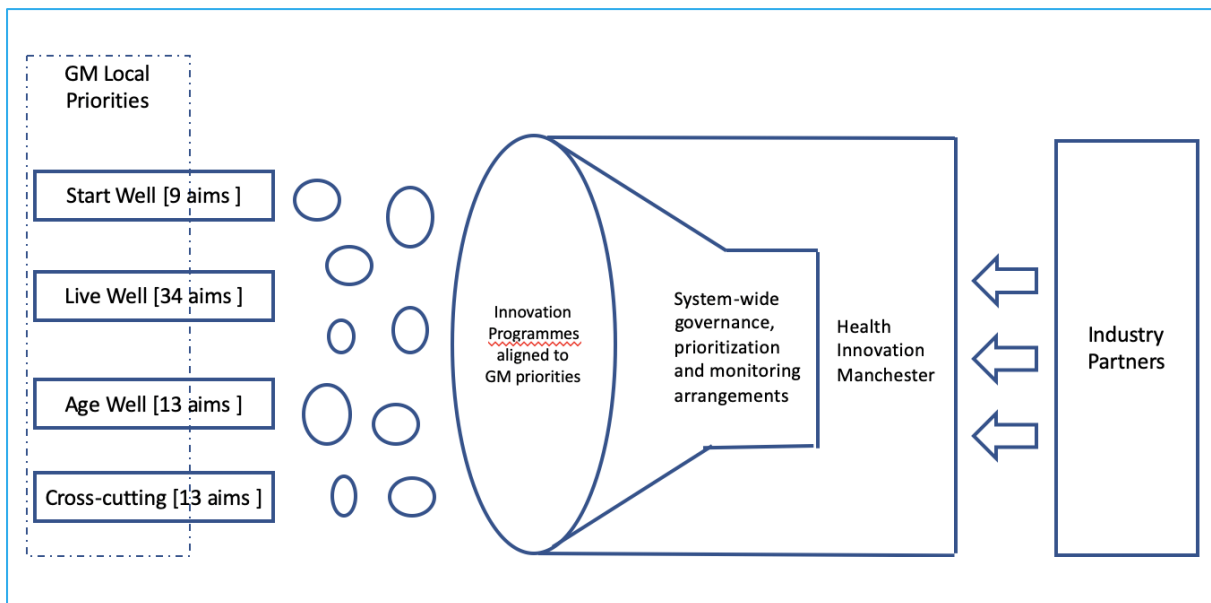 GM Local
Priorities
Start Well [9 aims ]
Live Well [34 aims ]
Age Well [13 aims ]
Cross-cutting [13 aims ]
Innovation
Programmes
aligned to
GM priorities
System-wide
governance,
prioritization
and monitoring
arrangements
Health
Innovation
Manchester
Industry
Partners